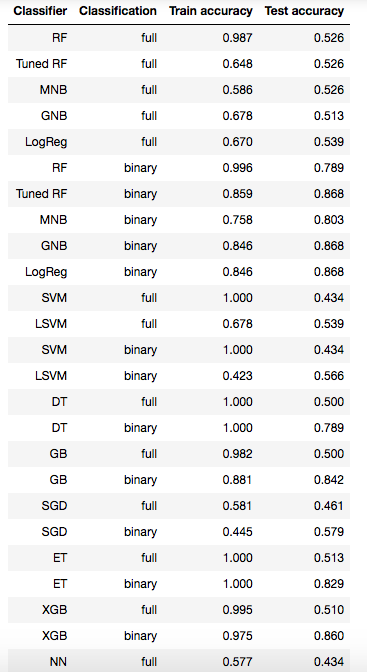 Classifier Classification Train accuracy Test accuracy
RF full 0.987 0.526
Tuned RF full 0.648 0.526
MNB full 0.586 0.526
GNB full 0.678 0.513
LogReg full 0.670 0.539
RF binary 0.996 0.789
Tuned RF binary 0.859 0.868
MNB binary 0.758 0.803
GNB binary 0.846 0.868
LogReg binary 0.846 0.868
SVM full 1.000 0.434
LSVM full 0.678 0.539
SVM binary 1.000 0.434
LSVM binary 0.423 0.566
DT full 1.000 0.500
DT binary 1.000 0.789
GB full 0.982 0.500
GB binary 0.881 0.842
SGD full 0.581 0.461
SGD binary 0.445 0.579
ET full 1.000 0.513
ET binary 1.000 0.829
XGB full 0.995 0.510
XGB binary 0.975 0.860
NN full 0.577 0.434